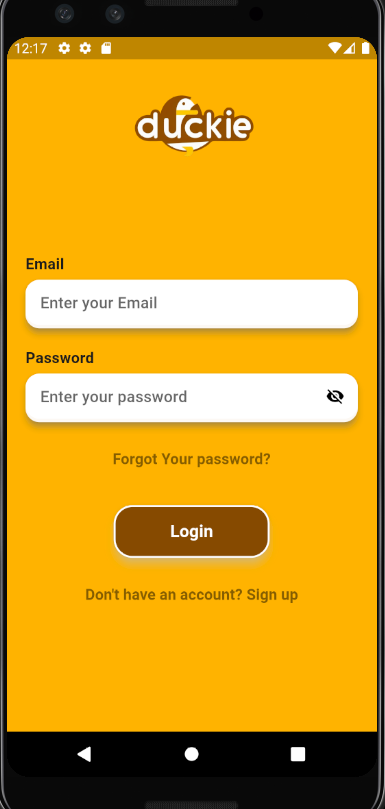 12:17
duckie
Email
Enter your Email
Password
Enter your password
Forgot Your password?
Login
Don't have an account? Sign up